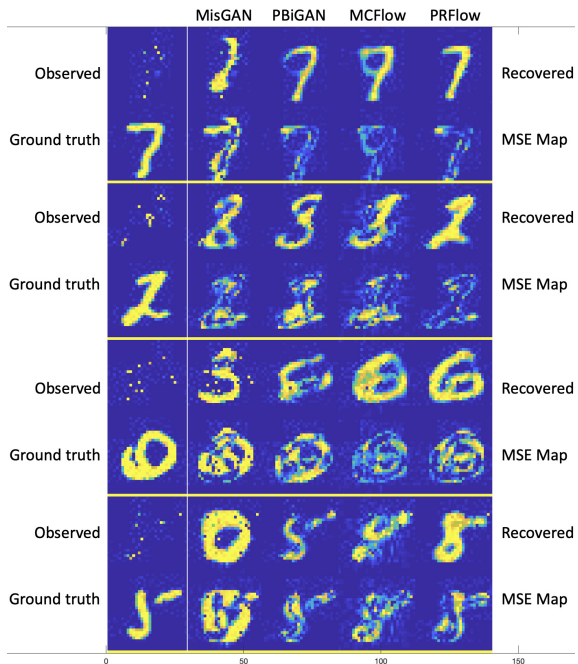 MisGAN PBiGAN MCFlow PRFlow
Observed Recovered
Ground truth MSE Map
Observed Recovered
Ground truth MSE Map
Observed Recovered
Ground truth MSE Map
Observed Recovered
Ground truth MSE Map
0 50 100 150